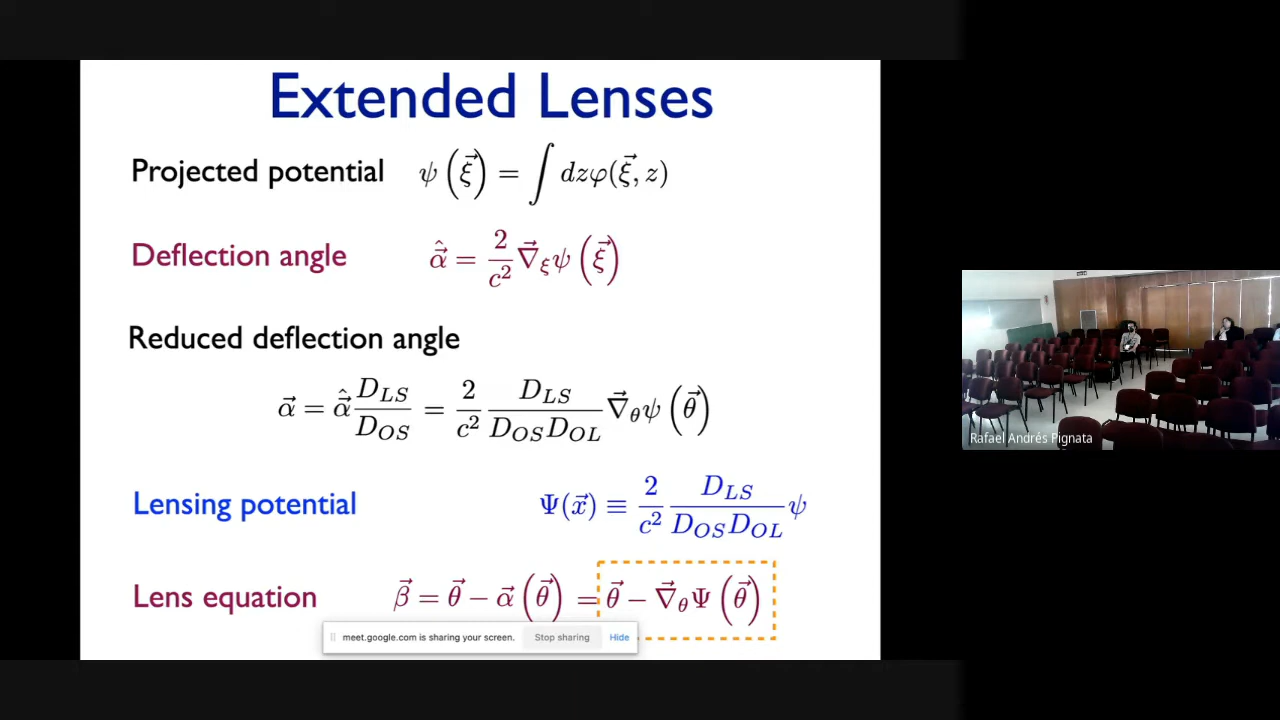 Extended Lenses
Projected potential ψ(ξ⃗) = ∫ dzφ(ξ⃗, z)
Deflection angle α̂⃗ = 2/c² ∇⃗_ξ ψ(ξ⃗)
Reduced deflection angle
α⃗ = α̂⃗ D_LS/D_OS = 2/c² D_LS/(D_OS D_OL) ∇⃗_θ ψ(θ⃗)
Lensing potential Ψ(x⃗) ≡ 2/c² D_LS/(D_OS D_OL) ψ
Lens equation β⃗ = θ⃗ − α⃗(θ⃗) = θ⃗ − ∇⃗_θ Ψ(θ⃗)
meet.google.com is sharing your screen. Stop sharing Hide
Rafael Andrés Pignata